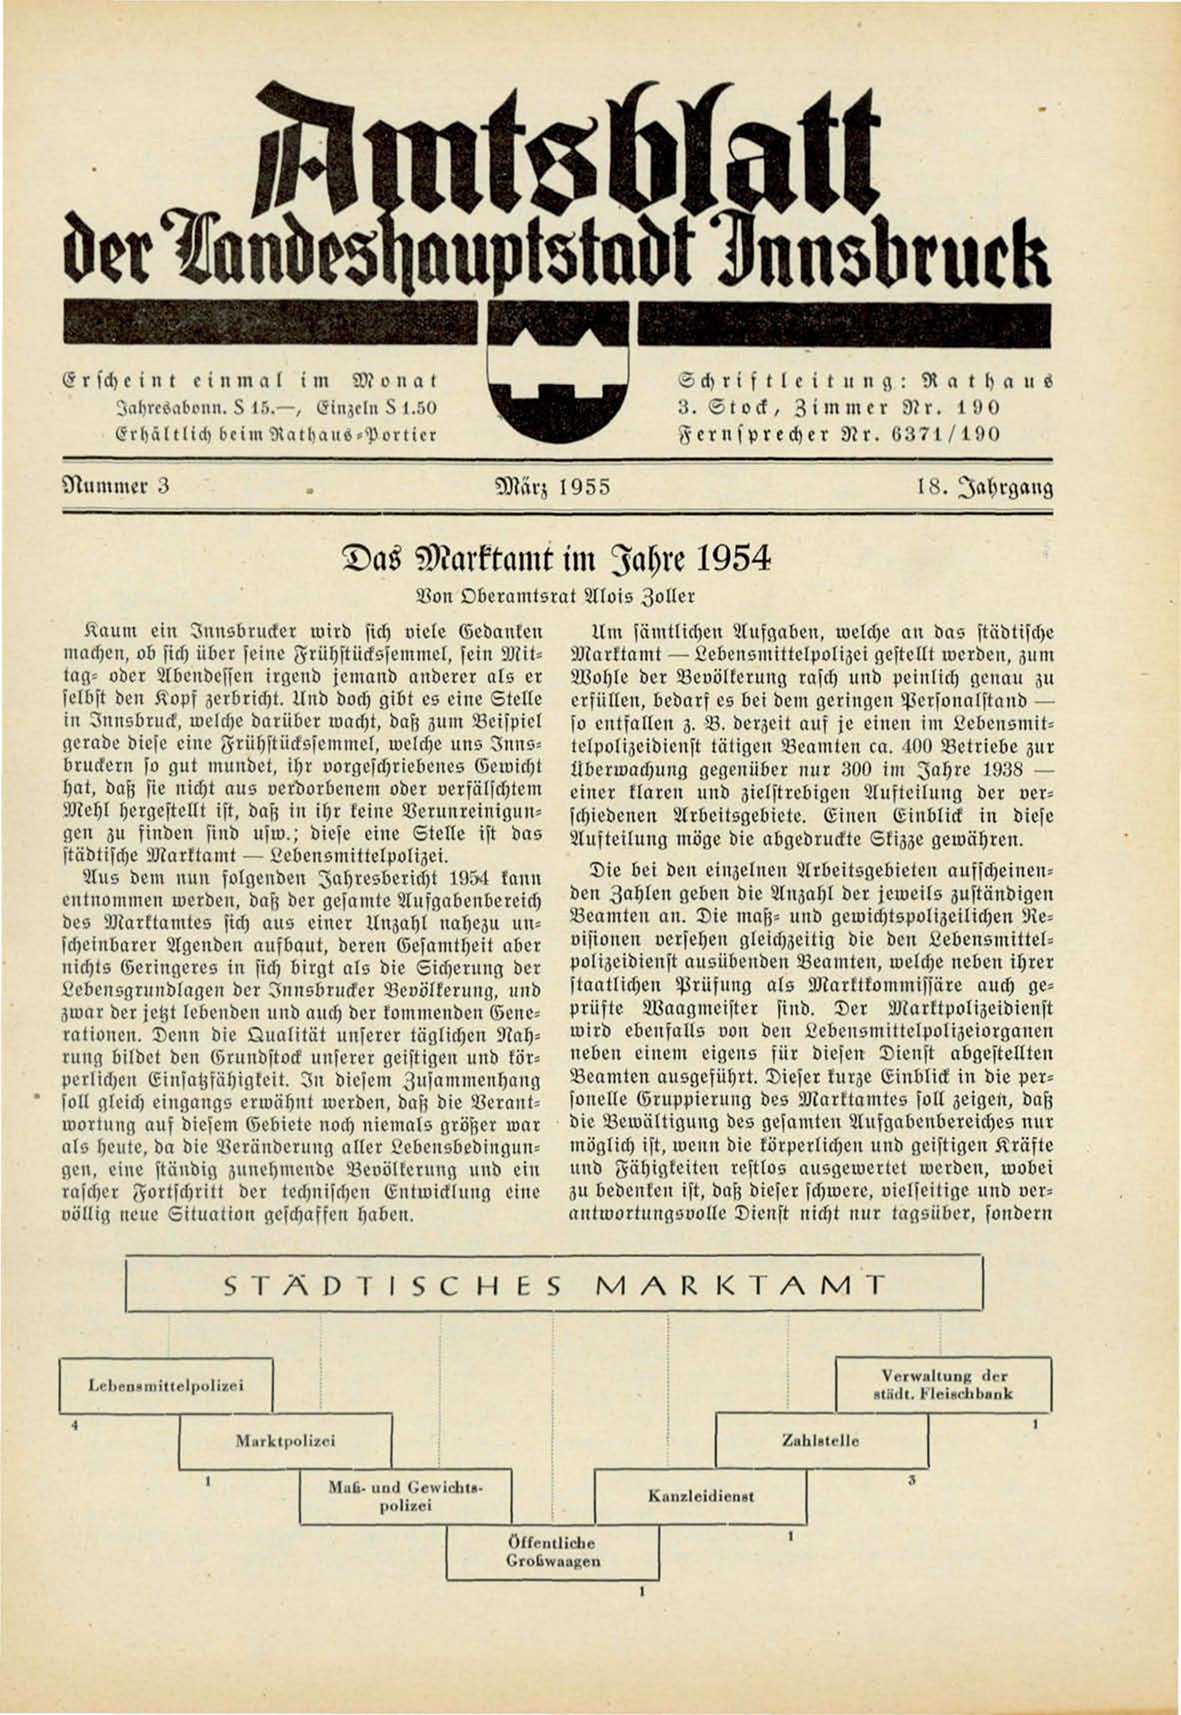 Amtsblatt
der Landeshauptstadt Innsbruck
Erscheint einmal im Monat
Jahresabonn. S 15.—, Einzeln S 1.50
Erhältlich beim Rathaus-Portier
Schriftleitung: Rathaus
3. Stock, Zimmer Nr. 190
Fernsprecher Nr. 6371/190
Nummer 3 März 1955 18. Jahrgang
Das Marktamt im Jahre 1954
Von Oberamtsrat Alois Zoller
Kaum ein Innsbrucker wird sich viele Gedanken
machen, ob sich über seine Frühstückssemmel, sein Mit-
tag- oder Abendessen irgend jemand anderer als er
selbst den Kopf zerbricht. Und doch gibt es eine Stelle
in Innsbruck, welche darüber wacht, daß zum Beispiel
gerade diese eine Frühstückssemmel, welche uns Inns-
bruckern so gut mundet, ihr vorgeschriebenes Gewicht
hat, daß sie nicht aus verdorbenem oder verfälschtem
Mehl hergestellt ist, daß in ihr keine Verunreinigun-
gen zu finden sind usw.; diese eine Stelle ist das
städtische Marktamt — Lebensmittelpolizei.
Aus dem nun folgenden Jahresbericht 1954 kann
entnommen werden, daß der gesamte Aufgabenbereich
des Marktamtes sich aus einer Unzahl nahezu un-
scheinbarer Agenden aufbaut, deren Gesamtheit aber
nichts Geringeres in sich birgt als die Sicherung der
Lebensgrundlagen der Innsbrucker Bevölkerung, und
zwar der jetzt lebenden und auch der kommenden Gene-
rationen. Denn die Qualität unserer täglichen Nah-
rung bildet den Grundstock unserer geistigen und kör-
perlichen Einsatzfähigkeit. In diesem Zusammenhang
soll gleich eingangs erwähnt werden, daß die Verant-
wortung auf diesem Gebiete noch niemals größer war
als heute, da die Veränderung aller Lebensbedingun-
gen, eine ständig zunehmende Bevölkerung und ein
rascher Fortschritt der technischen Entwicklung eine
völlig neue Situation geschaffen haben.
Um sämtlichen Aufgaben, welche an das städtische
Marktamt — Lebensmittelpolizei gestellt werden, zum
Wohle der Bevölkerung rasch und peinlich genau zu
erfüllen, bedarf es bei dem geringen Personalstand —
so entfallen z. B. derzeit auf je einen im Lebensmit-
telpolizeidienst tätigen Beamten ca. 400 Betriebe zur
Überwachung gegenüber nur 300 im Jahre 1938 —
einer klaren und zielstrebigen Aufteilung der ver-
schiedenen Arbeitsgebiete. Einen Einblick in diese
Aufteilung möge die abgedruckte Skizze gewähren.
Die bei den einzelnen Arbeitsgebieten aufscheinen-
den Zahlen geben die Anzahl der jeweils zuständigen
Beamten an. Die maß- und gewichtspolizeilichen Re-
visionen versehen gleichzeitig die den Lebensmittel-
polizeidienst ausübenden Beamten, welche neben ihrer
staatlichen Prüfung als Marktkommissäre auch ge-
prüfte Waagmeister sind. Der Marktpolizeidienst
wird ebenfalls von den Lebensmittelpolizeiorganen
neben einem eigens für diesen Dienst abgestellten
Beamten ausgeführt. Dieser kurze Einblick in die per-
sonelle Gruppierung des Marktamtes soll zeigen, daß
die Bewältigung des gesamten Aufgabenbereiches nur
möglich ist, wenn die körperlichen und geistigen Kräfte
und Fähigkeiten restlos ausgewertet werden, wobei
zu bedenken ist, daß dieser schwere, vielseitige und ver-
antwortungsvolle Dienst nicht nur tagsüber, sondern
STÄDTISCHES MARKTAMT
Lebensmittelpolizei
4
Marktpolizei
1
Maß- und Gewichts-
polizei
Öffentliche
Großwaagen
1
Kanzleidienst
1
Zahlstelle
3
Verwaltung der
städt. Fleischbank
1